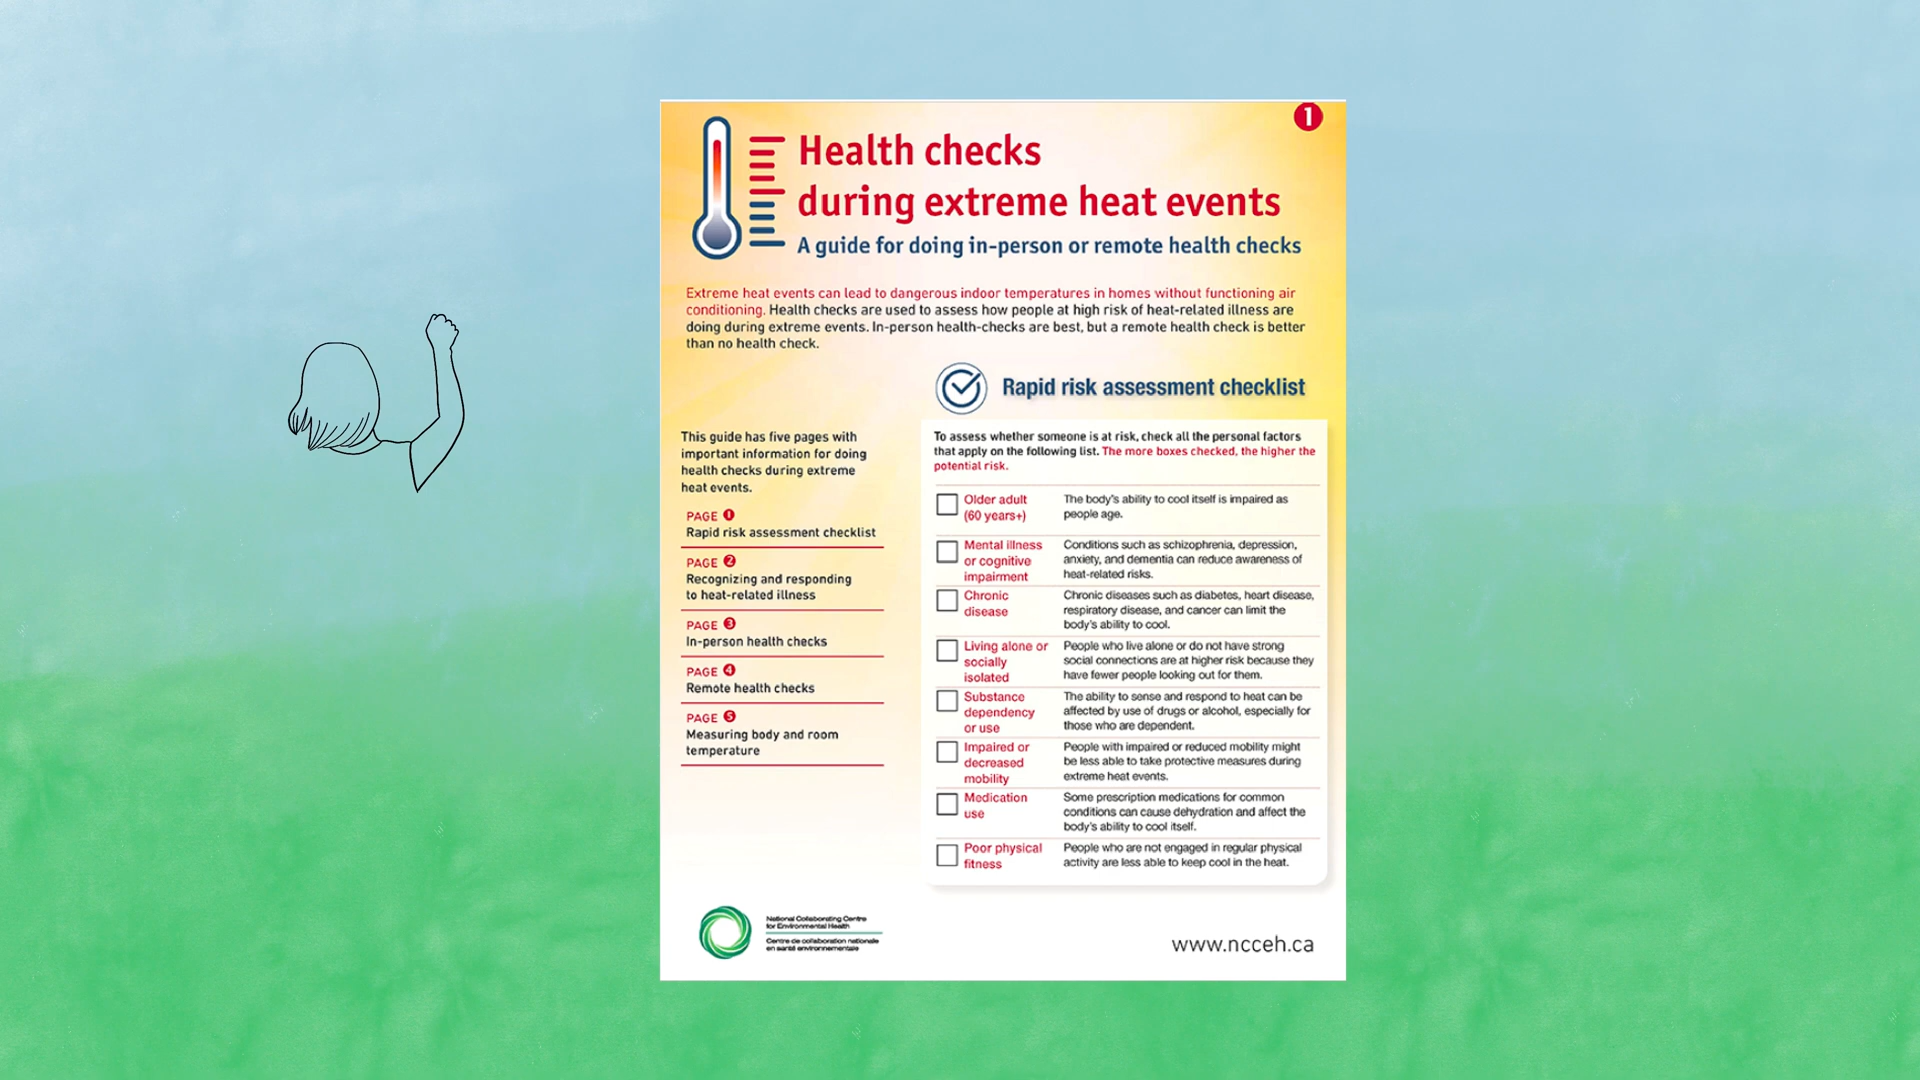 1
Health checks
during extreme heat events
A guide for doing in-person or remote health checks
Extreme heat events can lead to dangerous indoor temperatures in homes without functioning air
conditioning. Health checks are used to assess how people at high risk of heat-related illness are
doing during extreme events. In-person health-checks are best, but a remote health check is better
than no health check.
This guide has five pages with
important information for doing
health checks during extreme
heat events.
PAGE 1
Rapid risk assessment checklist
PAGE 2
Recognizing and responding
to heat-related illness
PAGE 3
In-person health checks
PAGE 4
Remote health checks
PAGE 5
Measuring body and room
temperature
Rapid risk assessment checklist
To assess whether someone is at risk, check all the personal factors
that apply on the following list. The more boxes checked, the higher the
potential risk.
Older adult
(60 years+)
The body's ability to cool itself is impaired as
people age.
Mental illness
or cognitive
impairment
Conditions such as schizophrenia, depression,
anxiety, and dementia can reduce awareness of
heat-related risks.
Chronic
disease
Chronic diseases such as diabetes, heart disease,
respiratory disease, and cancer can limit the
body's ability to cool.
Living alone or
socially
isolated
People who live alone or do not have strong
social connections are at higher risk because they
have fewer people looking out for them.
Substance
dependency
or use
The ability to sense and respond to heat can be
affected by use of drugs or alcohol, especially for
those who are dependent.
Impaired or
decreased
mobility
People with impaired or reduced mobility might
be less able to take protective measures during
extreme heat events.
Medication
use
Some prescription medications for common
conditions can cause dehydration and affect the
body's ability to cool itself.
Poor physical
fitness
People who are not engaged in regular physical
activity are less able to keep cool in the heat.
National Collaborating Centre
for Environmental Health
Centre de collaboration nationale
en santé environnementale
www.ncceh.ca